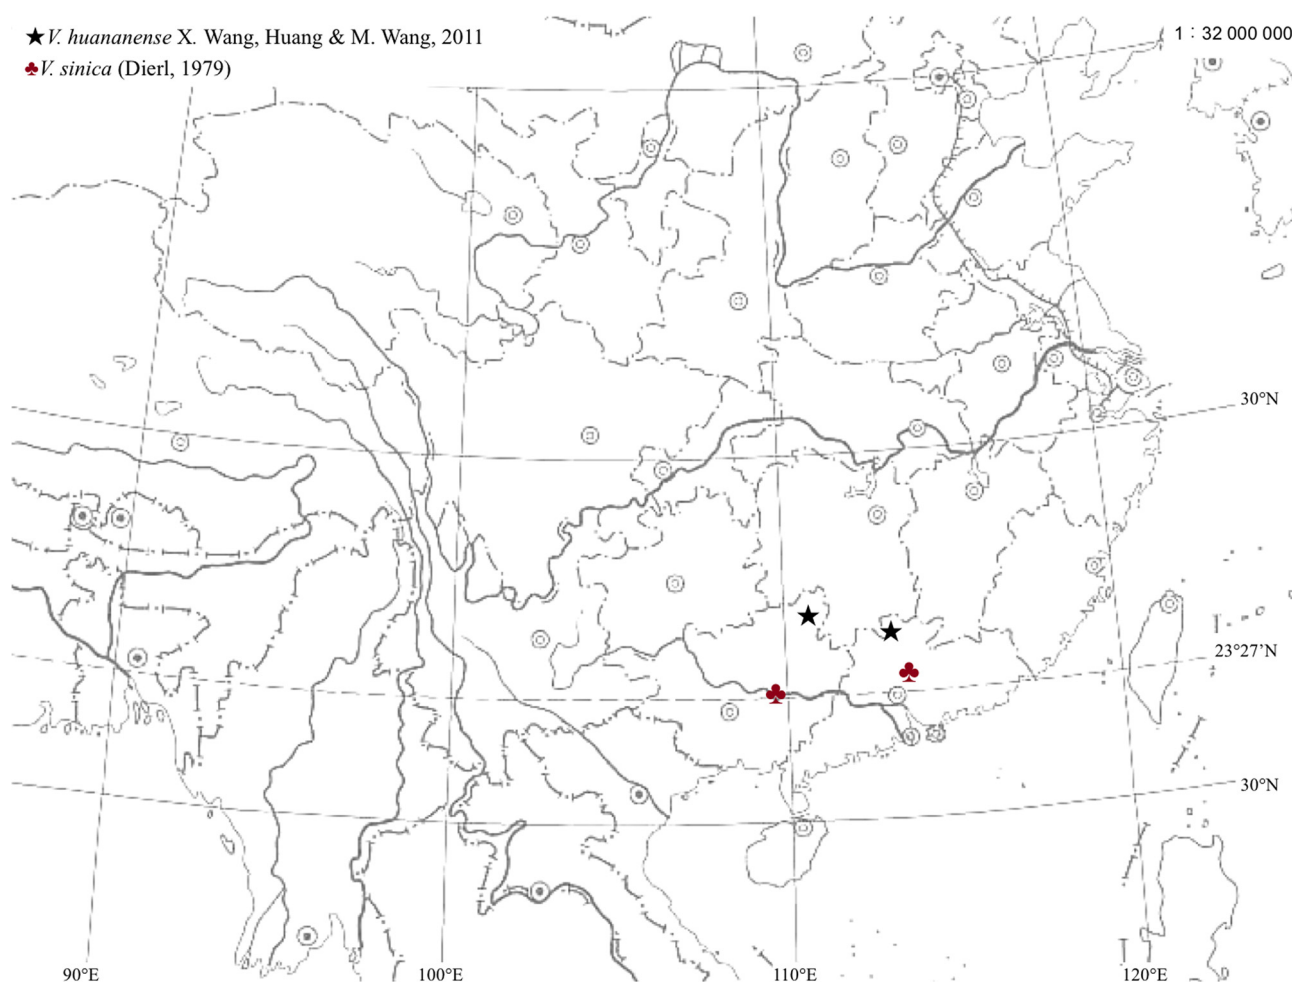 ★V. huananense X. Wang, Huang & M. Wang, 2011
♣V. sinica (Dierl, 1979)
1 : 32 000 000
30°N
23°27'N
30°N
90°E
100°E
110°E
120°E